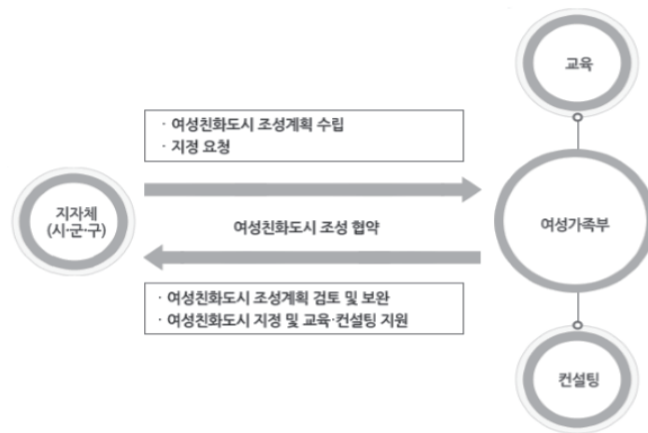 교육
· 여성친화도시 조성계획 수립
· 지정 요청
지자체
(시·군·구)
여성친화도시 조성 협약
여성가족부
· 여성친화도시 조성계획 검토 및 보완
· 여성친화도시 지정 및 교육·컨설팅 지원
컨설팅